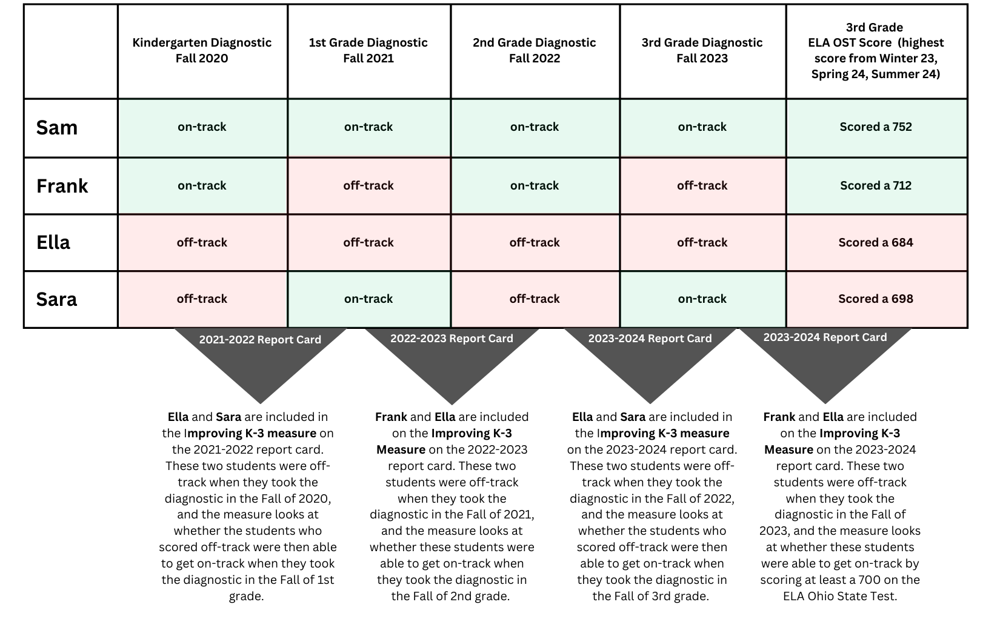 Kindergarten Diagnostic
Fall 2020
1st Grade Diagnostic
Fall 2021
2nd Grade Diagnostic
Fall 2022
3rd Grade Diagnostic
Fall 2023
3rd Grade
ELA OST Score (highest
score from Winter 23,
Spring 24, Summer 24)
Sam
on-track
on-track
on-track
on-track
Scored a 752
Frank
on-track
off-track
on-track
off-track
Scored a 712
Ella
off-track
off-track
off-track
off-track
Scored a 684
Sara
off-track
on-track
off-track
on-track
Scored a 698
2021-2022 Report Card
Ella and Sara are included in
the Improving K-3 measure on
the 2021-2022 report card.
These two students were off-
track when they took the
diagnostic in the Fall of 2020,
and the measure looks at
whether the students who
scored off-track were then able
to get on-track when they took
the diagnostic in the Fall of 1st
grade.
2022-2023 Report Card
Frank and Ella are included
on the Improving K-3
Measure on the 2022-2023
report card. These two
students were off-track
when they took the
diagnostic in the Fall of 2021,
and the measure looks at
whether these students were
able to get on-track when
they took the diagnostic in
the Fall of 2nd grade.
2023-2024 Report Card
Ella and Sara are included in
the Improving K-3 measure
on the 2023-2024 report card.
These two students were off-
track when they took the
diagnostic in the Fall of 2022,
and the measure looks at
whether the students who
scored off-track were then
able to get on-track when
they took the diagnostic in
the Fall of 3rd grade.
2023-2024 Report Card
Frank and Ella are included
on the Improving K-3
Measure on the 2023-2024
report card. These two
students were off-track
when they took the
diagnostic in the Fall of
2023, and the measure looks
at whether these students
were able to get on-track by
scoring at least a 700 on the
ELA Ohio State Test.